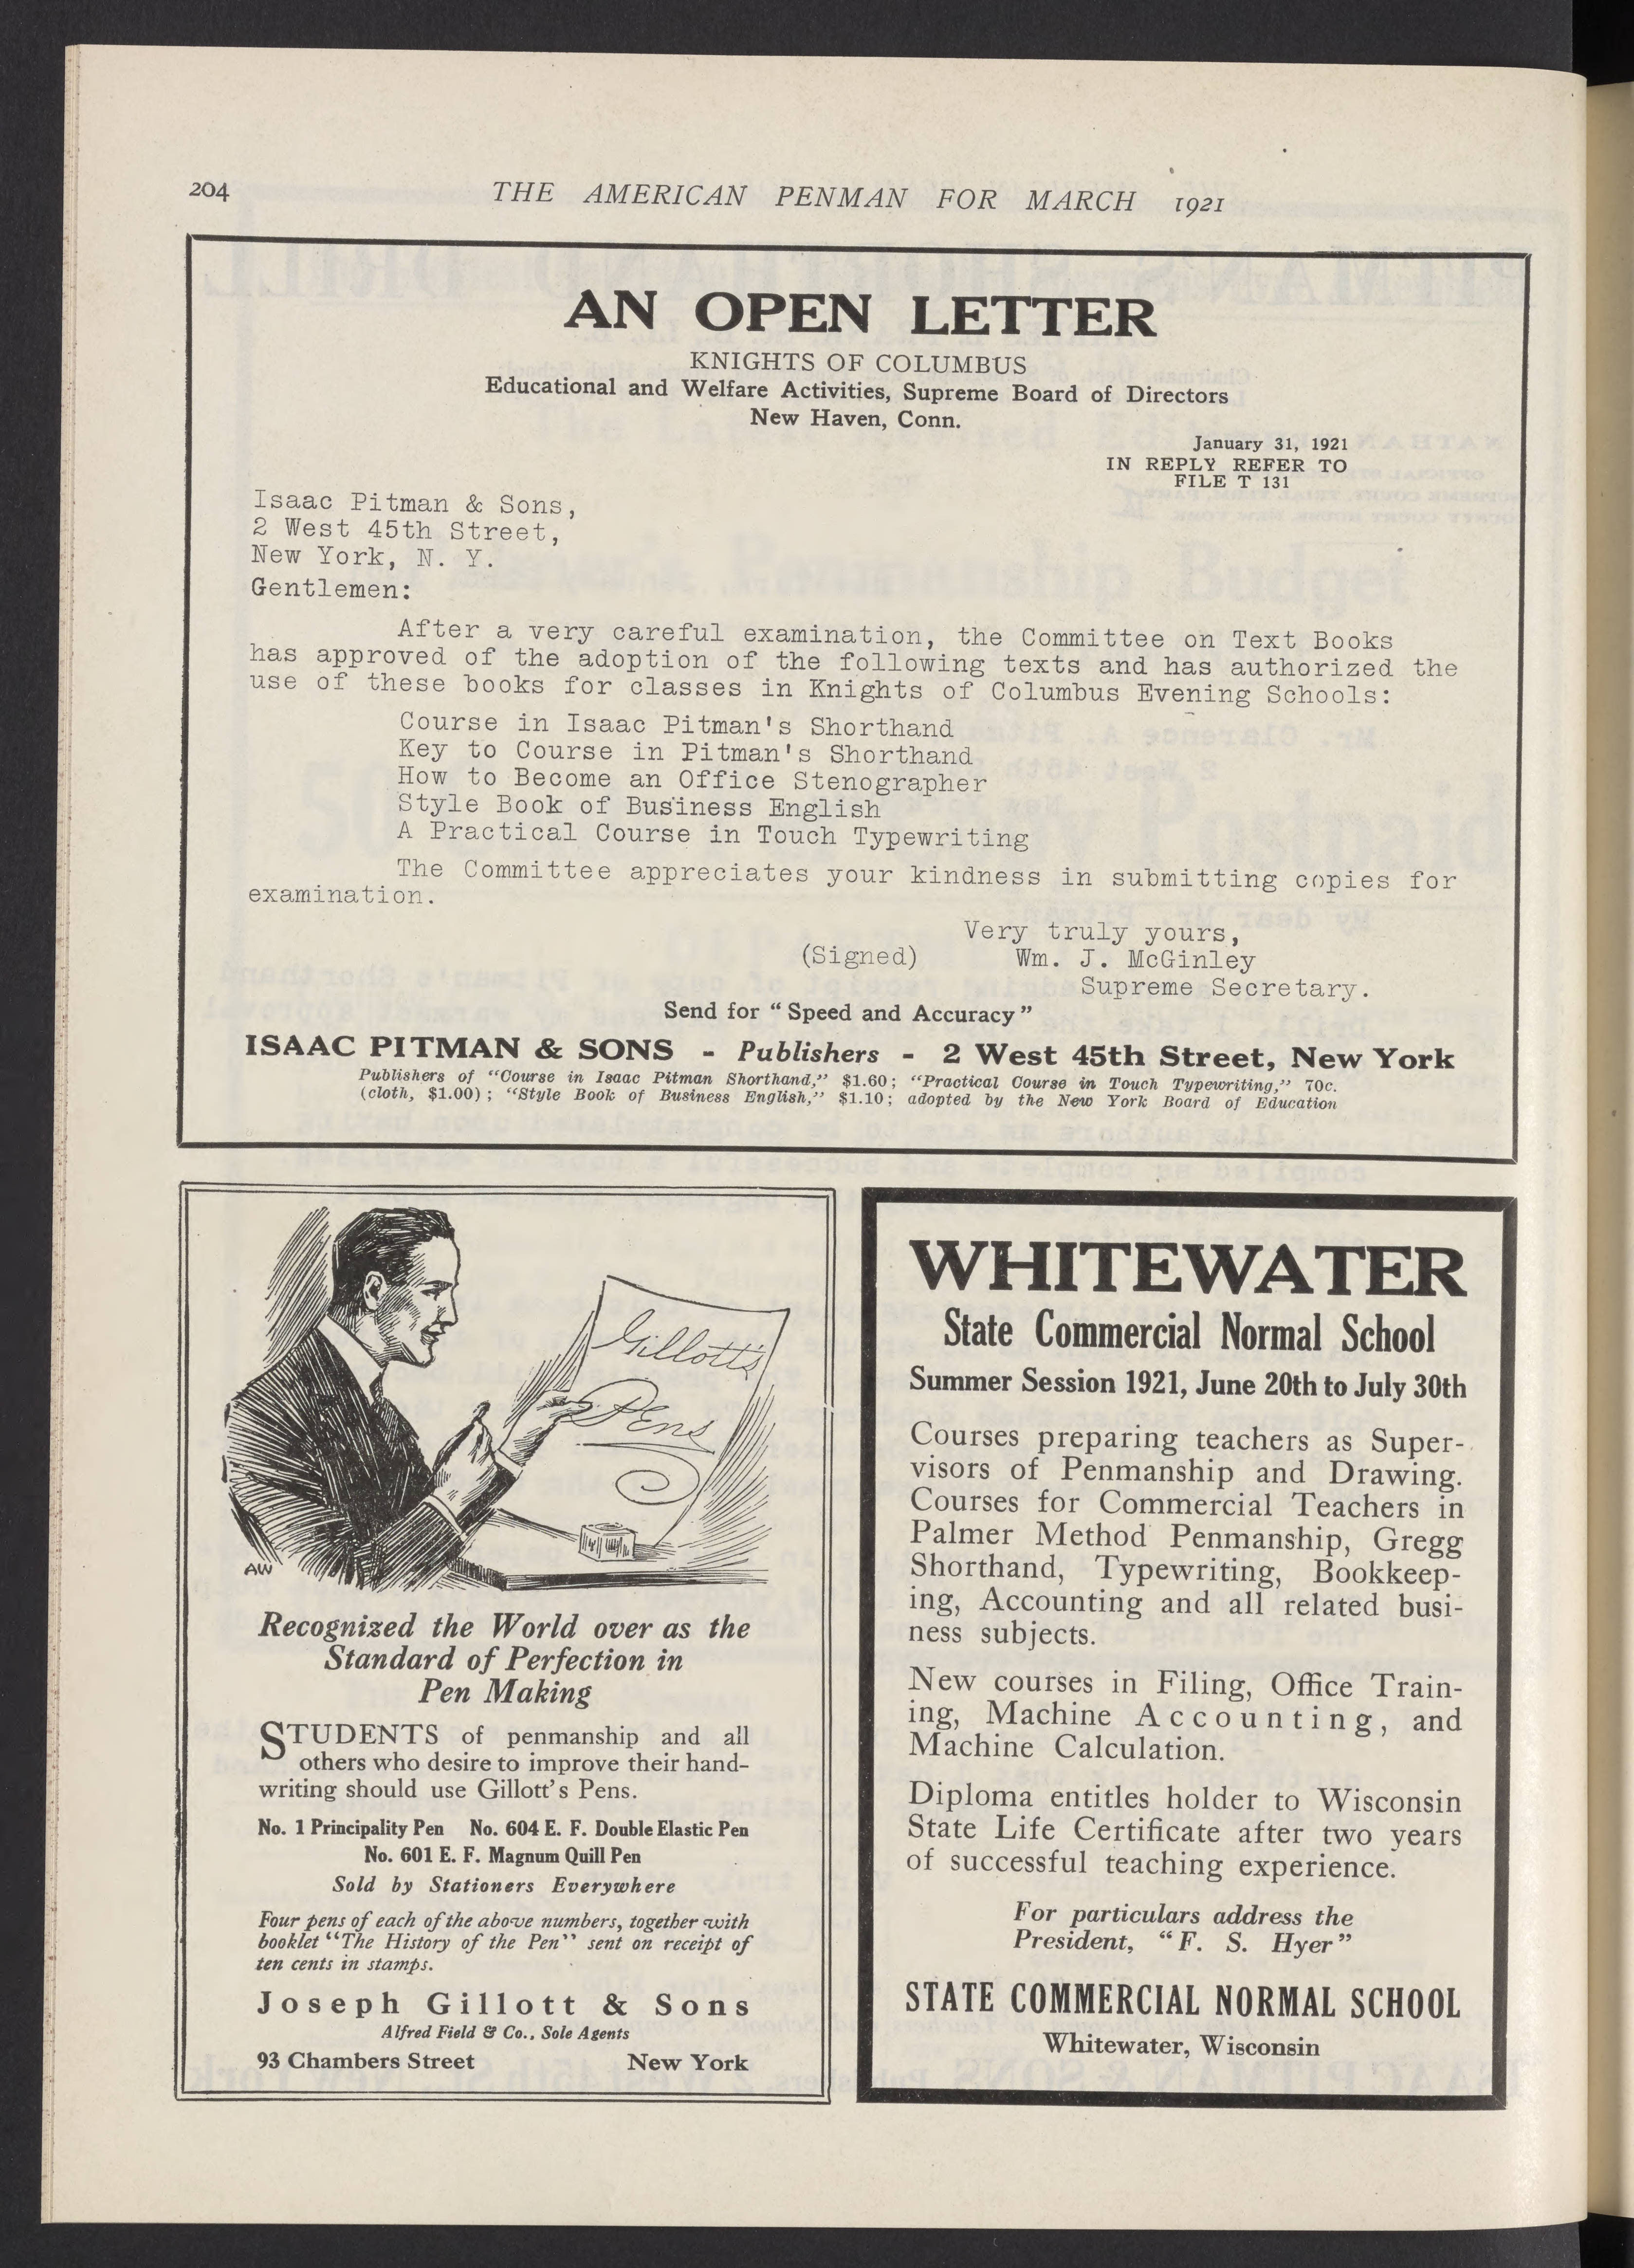 204
THE AMERICAN PENMAN FOR MARCH 1921
AN OPEN LETTER
KNIGHTS OF COLUMBUS
Educational and Welfare Activities, Supreme Board of Directors
New Haven, Conn.
January 31, 1921
IN REPLY REFER TO
FILE T 131
Isaac Pitman & Sons,
2 West 45th Street,
New York, N. Y.
Gentlemen:
After a very careful examination, the Committee on Text Books
has approved of the adoption of the following texts and has authorized the
use of these books for classes in Knights of Columbus Evening Schools:
Course in Isaac Pitman's Shorthand
Key to Course in Pitman's Shorthand
How to Become an Office Stenographer
Style Book of Business English
A Practical Course in Touch Typewriting
The Committee appreciates your kindness in submitting copies for
examination.
Very truly yours,
(Signed) Wm. J. McGinley
Supreme Secretary.
Send for "Speed and Accuracy"
ISAAC PITMAN & SONS - Publishers - 2 West 45th Street, New York
Publishers of "Course in Isaac Pitman Shorthand," $1.60; "Practical Course in Touch Typewriting," 70c.
(cloth, $1.00); "Style Book of Business English," $1.10; adopted by the New York Board of Education
Gillott's
Pens
AW
Recognized the World over as the
Standard of Perfection in
Pen Making
STUDENTS of penmanship and all
others who desire to improve their hand-
writing should use Gillott's Pens.
No. 1 Principality Pen No. 604 E. F. Double Elastic Pen
No. 601 E. F. Magnum Quill Pen
Sold by Stationers Everywhere
Four pens of each of the above numbers, together with
booklet "The History of the Pen" sent on receipt of
ten cents in stamps.
Joseph Gillott & Sons
Alfred Field & Co., Sole Agents
93 Chambers Street New York
WHITEWATER
State Commercial Normal School
Summer Session 1921, June 20th to July 30th
Courses preparing teachers as Super-
visors of Penmanship and Drawing.
Courses for Commercial Teachers in
Palmer Method Penmanship, Gregg
Shorthand, Typewriting, Bookkeep-
ing, Accounting and all related busi-
ness subjects.
New courses in Filing, Office Train-
ing, Machine Accounting, and
Machine Calculation.
Diploma entitles holder to Wisconsin
State Life Certificate after two years
of successful teaching experience.
For particulars address the
President, "F. S. Hyer"
STATE COMMERCIAL NORMAL SCHOOL
Whitewater, Wisconsin